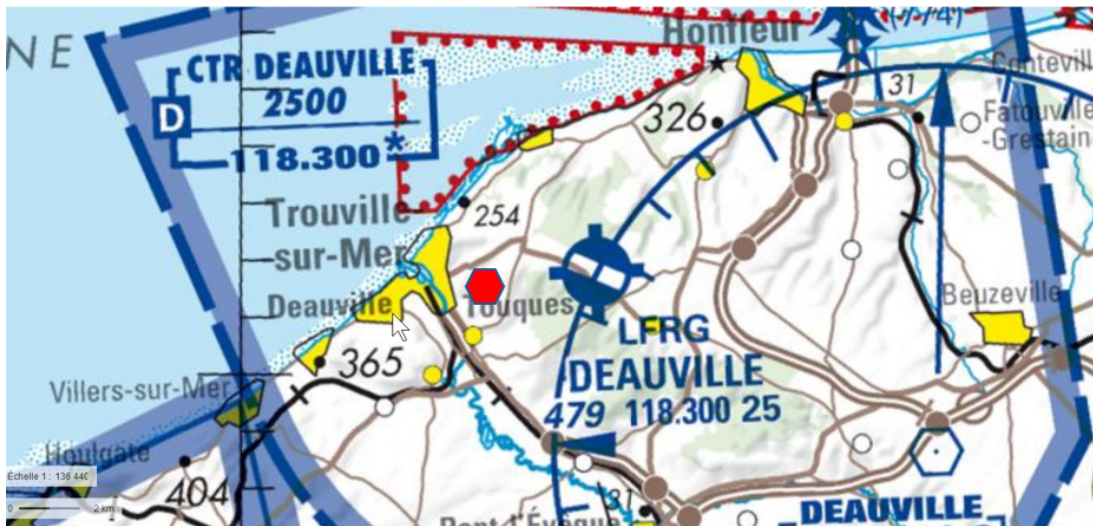 NE
CTR DEAUVILLE
2500
D
118.300*
Honfleur
Contevill
31
326
Fatouville
-Grestain
Trouville
-sur-Mer
254
Deauville
Touques
Beuzeville
LFRG
DEAUVILLE
479 118.300 25
365
Villers-sur-Mer
Houlgate
Échelle 1 : 136 440
0 2 km
404
31
Pont-l'Évêque
DEAUVILLE